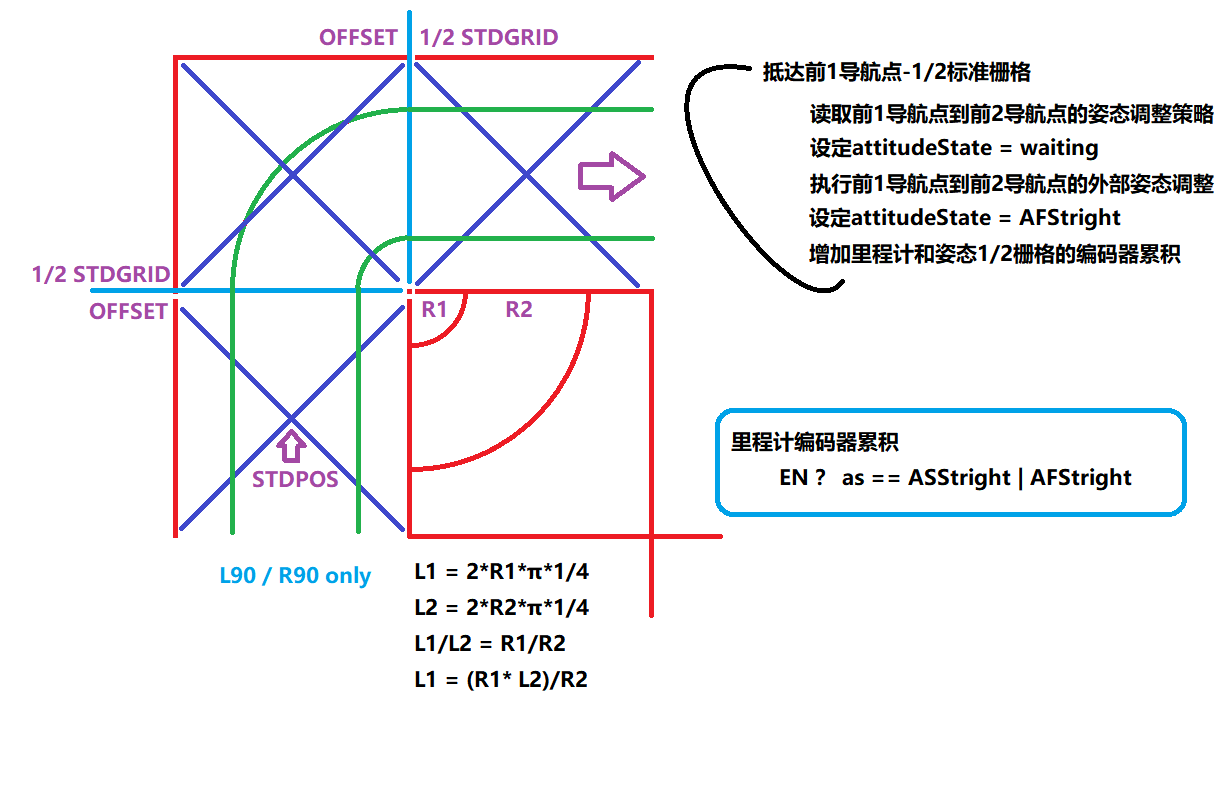 OFFSET 1/2 STDGRID
抵达前1导航点-1/2标准栅格
读取前1导航点到前2导航点的姿态调整策略
设定attitudeState = waiting
执行前1导航点到前2导航点的外部姿态调整
设定attitudeState = AFStright
增加里程计和姿态1/2栅格的编码器累积
1/2 STDGRID
OFFSET
R1 R2
STDPOS
里程计编码器累积
EN ? as == ASStright | AFStright
L90 / R90 only
L1 = 2*R1*π*1/4
L2 = 2*R2*π*1/4
L1/L2 = R1/R2
L1 = (R1* L2)/R2